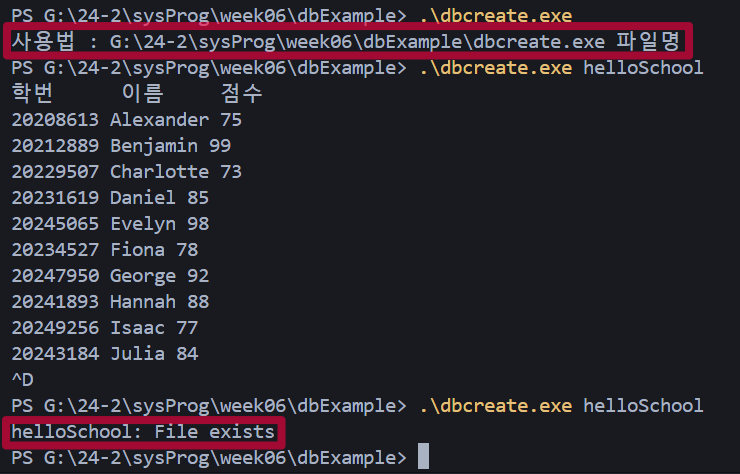 PS G:\24-2\sysProg\week06\dbExample> .\dbcreate.exe
사용법 : G:\24-2\sysProg\week06\dbExample\dbcreate.exe 파일명
PS G:\24-2\sysProg\week06\dbExample> .\dbcreate.exe helloSchool
학번 이름 점수
20208613 Alexander 75
20212889 Benjamin 99
20229507 Charlotte 73
20231619 Daniel 85
20245065 Evelyn 98
20234527 Fiona 78
20247950 George 92
20241893 Hannah 88
20249256 Isaac 77
20243184 Julia 84
^D
PS G:\24-2\sysProg\week06\dbExample> .\dbcreate.exe helloSchool
helloSchool: File exists
PS G:\24-2\sysProg\week06\dbExample>